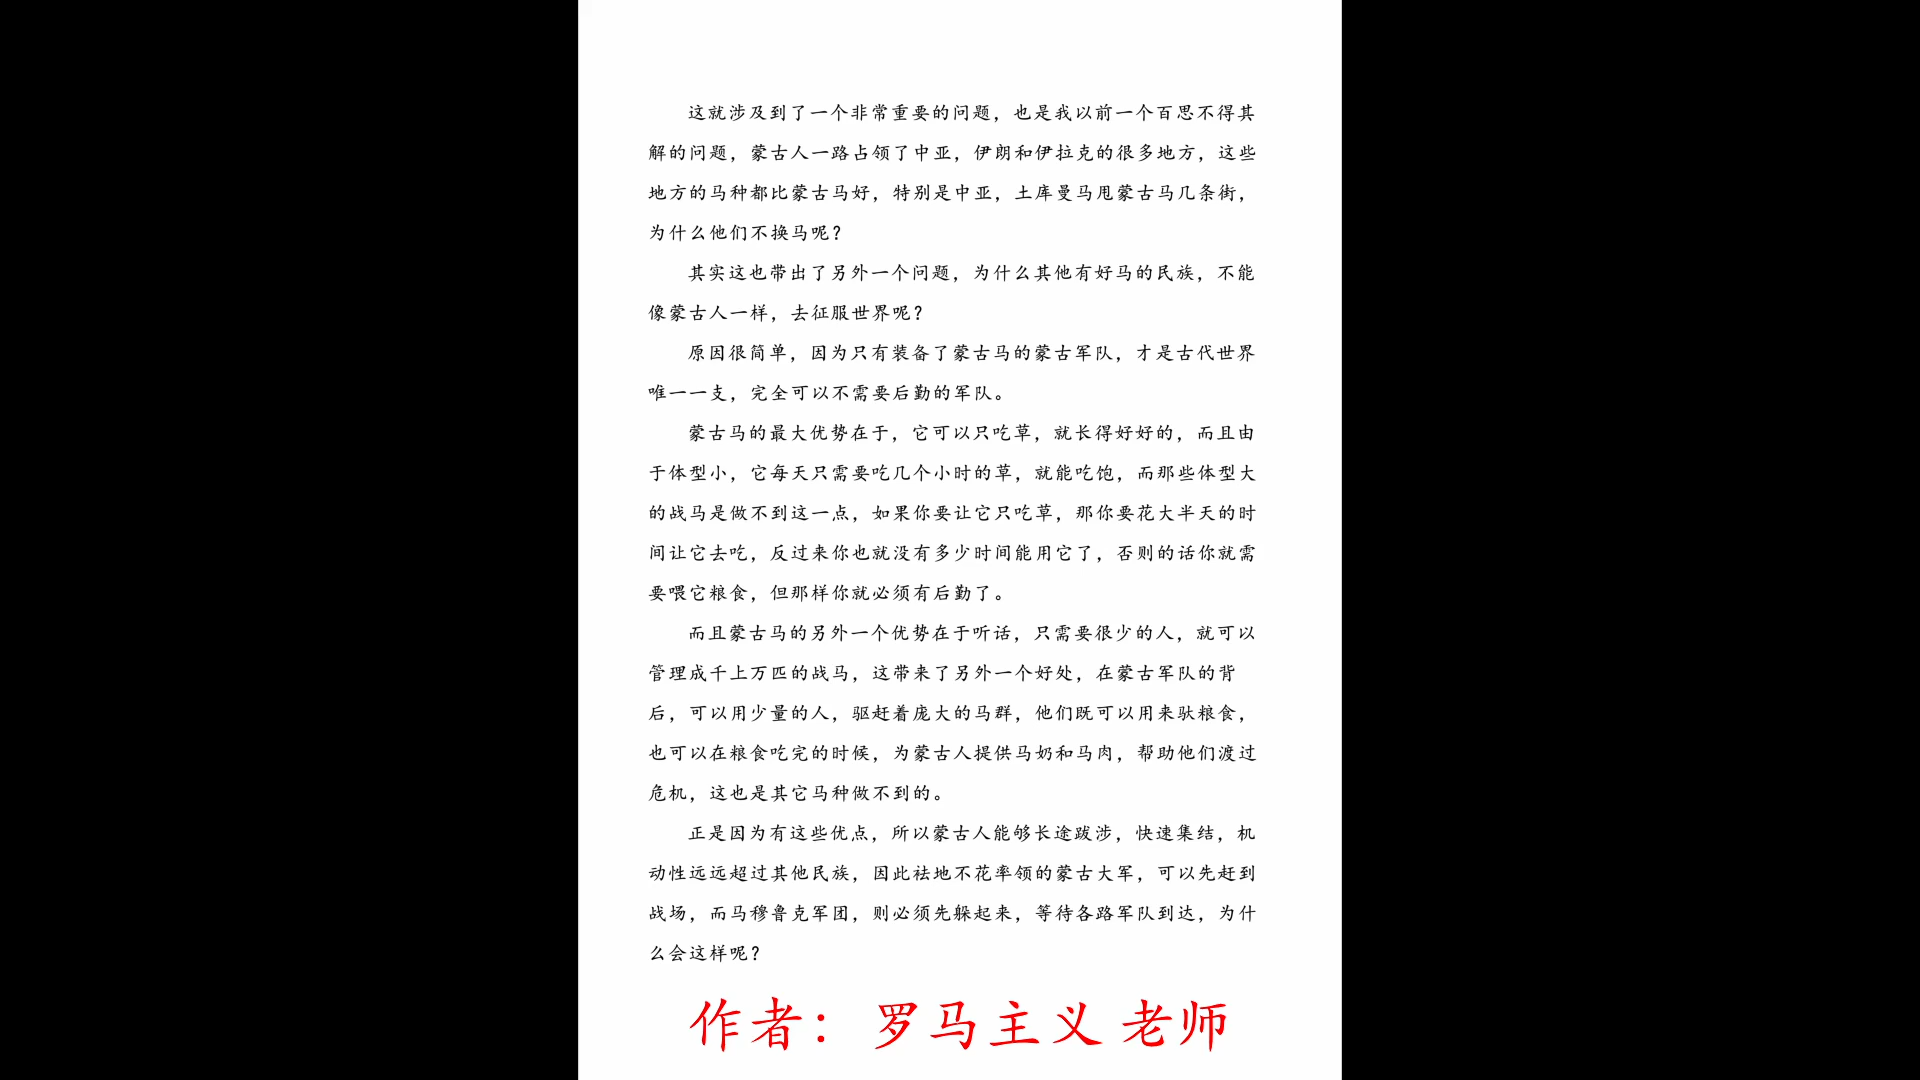 这就涉及到了一个非常重要的问题，也是我以前一个百思不得其
解的问题，蒙古人一路占领了中亚，伊朗和伊拉克的很多地方，这些
地方的马种都比蒙古马好，特别是中亚，土库曼马甩蒙古马几条街，
为什么他们不换马呢？
其实这也带出了另外一个问题，为什么其他有好马的民族，不能
像蒙古人一样，去征服世界呢？
原因很简单，因为只有装备了蒙古马的蒙古军队，才是古代世界
唯一一支，完全可以不需要后勤的军队。
蒙古马的最大优势在于，它可以只吃草，就长得好好的，而且由
于体型小，它每天只需要吃几个小时的草，就能吃饱，而那些体型大
的战马是做不到这一点，如果你要让它只吃草，那你要花大半天的时
间让它去吃，反过来你也就没有多少时间能用它了，否则的话你就需
要喂它粮食，但那样你就必须有后勤了。
而且蒙古马的另外一个优势在于听话，只需要很少的人，就可以
管理成千上万匹的战马，这带来了另外一个好处，在蒙古军队的背
后，可以用少量的人，驱赶着庞大的马群，他们既可以用来驮粮食，
也可以在粮食吃完的时候，为蒙古人提供马奶和马肉，帮助他们渡过
危机，这也是其它马种做不到的。
正是因为有这些优点，所以蒙古人能够长途跋涉，快速集结，机
动性远远超过其他民族，因此祛地不花率领的蒙古大军，可以先赶到
战场，而马穆鲁克军团，则必须先躲起来，等待各路军队到达，为什
么会这样呢？
作者：罗马主义 老师